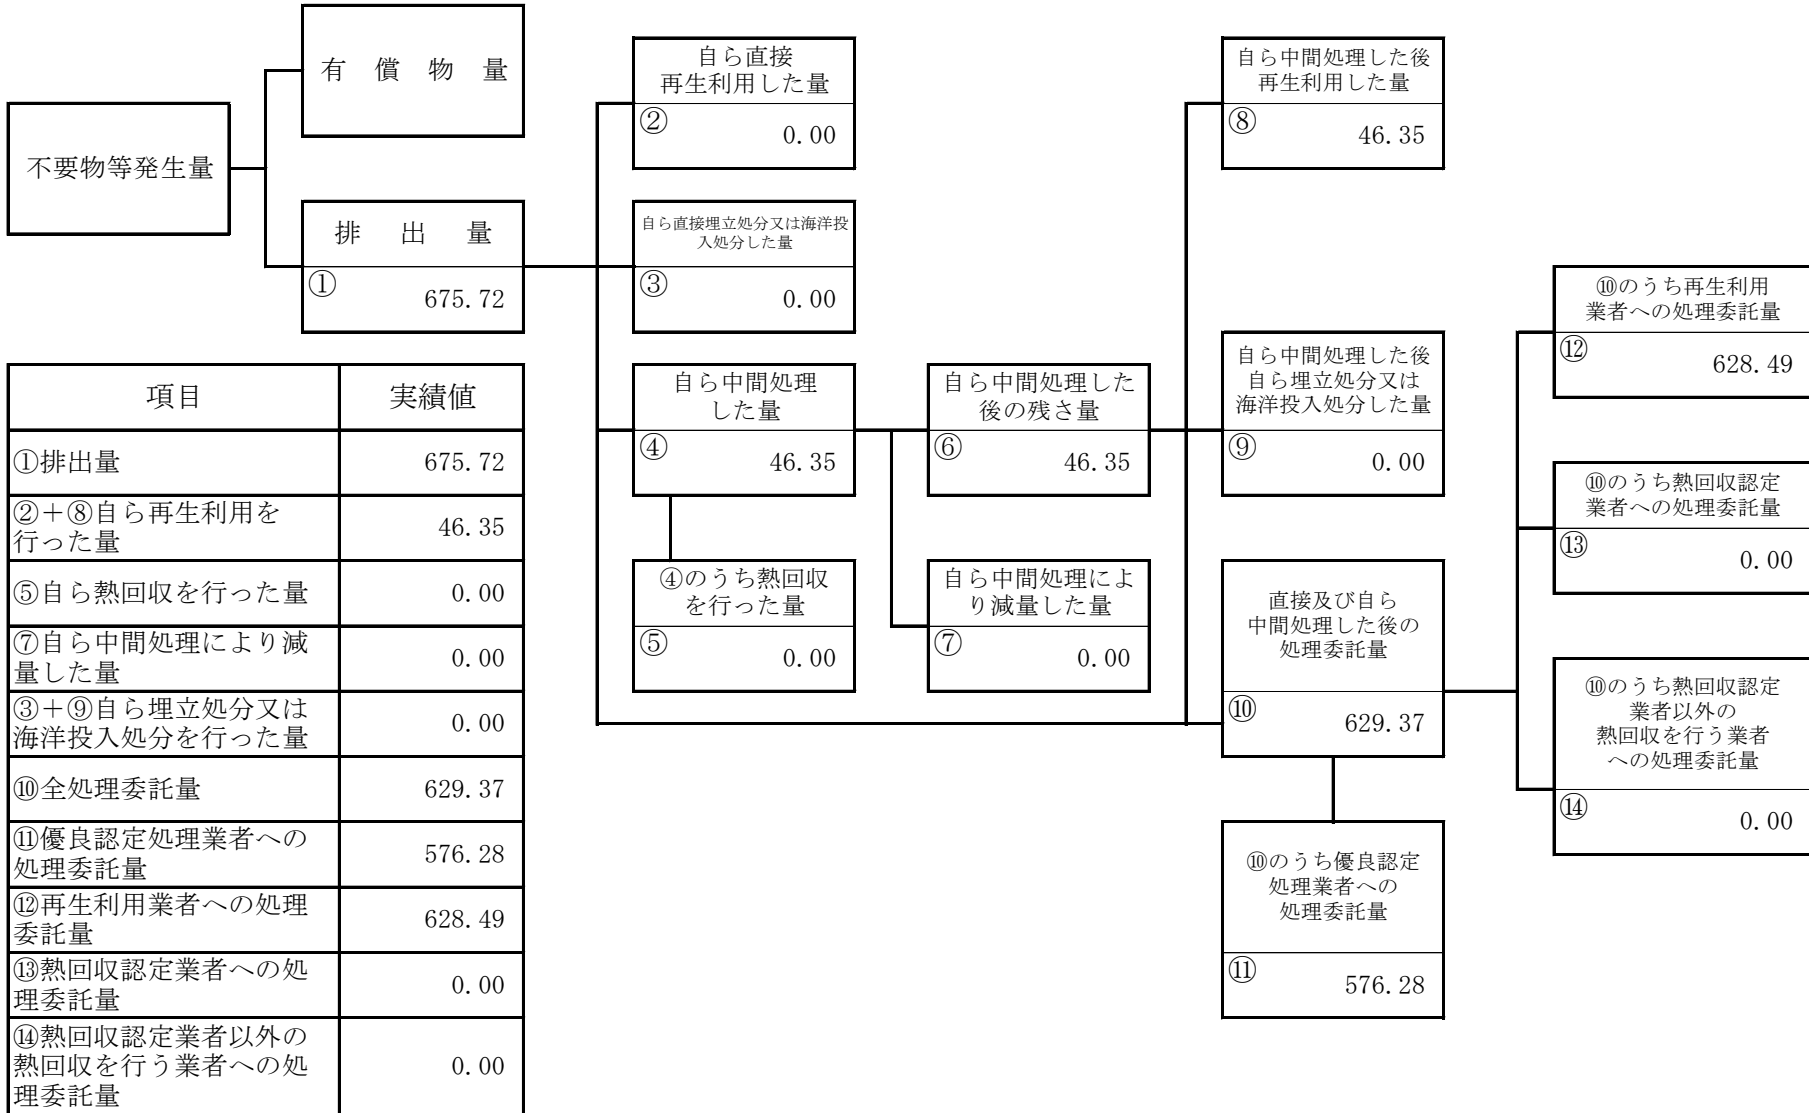 有償物量
不要物等発生量
排出量
①
675.72
自ら直接
再生利用した量
②
0.00
自ら直接埋立処分又は海洋投
入処分した量
③
0.00
自ら中間処理
した量
④
46.35
④のうち熱回収
を行った量
⑤
0.00
自ら中間処理した
後の残さ量
⑥
46.35
自ら中間処理によ
り減量した量
⑦
0.00
自ら中間処理した後
再生利用した量
⑧
46.35
自ら中間処理した後
自ら埋立処分又は
海洋投入処分した量
⑨
0.00
直接及び自ら
中間処理した後の
処理委託量
⑩
629.37
⑩のうち優良認定
処理業者への
処理委託量
⑪
576.28
⑩のうち再生利用
業者への処理委託量
⑫
628.49
⑩のうち熱回収認定
業者への処理委託量
⑬
0.00
⑩のうち熱回収認定
業者以外の
熱回収を行う業者
への処理委託量
⑭
0.00
項目 実績値
①排出量 675.72
②＋⑧自ら再生利用を
行った量 46.35
⑤自ら熱回収を行った量 0.00
⑦自ら中間処理により減
量した量 0.00
③＋⑨自ら埋立処分又は
海洋投入処分を行った量 0.00
⑩全処理委託量 629.37
⑪優良認定処理業者への
処理委託量 576.28
⑫再生利用業者への処理
委託量 628.49
⑬熱回収認定業者への処
理委託量 0.00
⑭熱回収認定業者以外の
熱回収を行う業者への処
理委託量 0.00